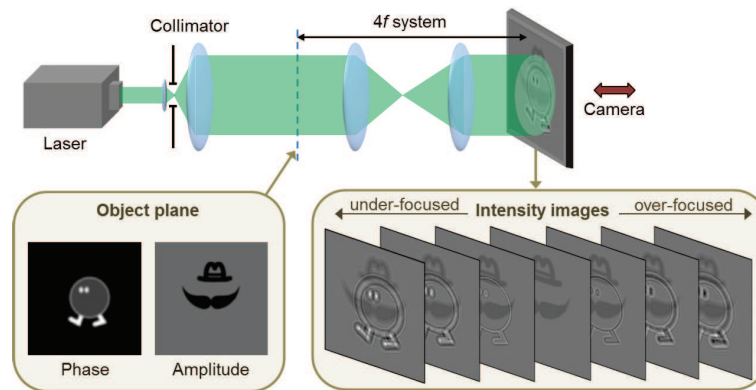 Collimator
4f system
Laser
Camera
Object plane
Phase
Amplitude
under-focused Intensity images over-focused